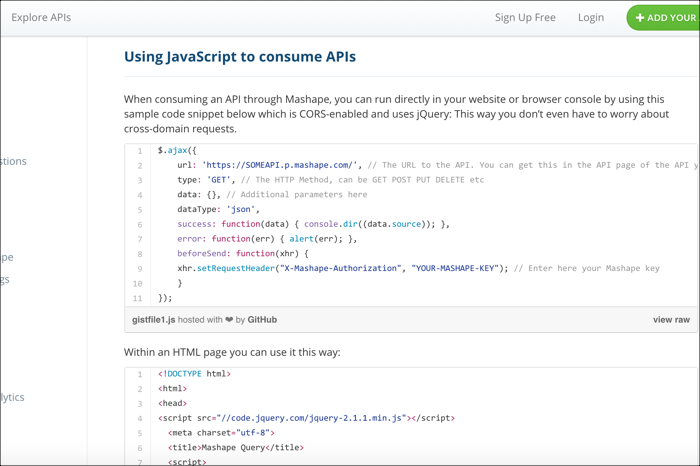 Explore APIs
Sign Up Free
Login
ADD YOUR
Using JavaScript to consume APIs
When consuming an API through Mashape, you can run directly in your website or browser console by using this
sample code snippet below which is CORS-enabled and uses jQuery: This way you don't even have to worry about
cross-domain requests.
1 $.ajax({
2 url: 'https://SOMEAPI.p.mashape.com/', // The URL to the API. You can get this in the API page of the API
3 type: 'GET', // The HTTP Method, can be GET POST PUT DELETE etc
4 data: {}, // Additional parameters here
5 dataType: 'json',
6 success: function(data) { console.dir((data.source)); },
7 error: function(err) { alert(err); },
8 beforeSend: function(xhr) {
9 xhr.setRequestHeader("X-Mashape-Authorization", "YOUR-MASHAPE-KEY"); // Enter here your Mashape key
10 }
11 });
gistfile1.js hosted with ❤ by GitHub
view raw
Within an HTML page you can use it this way:
1 <!DOCTYPE html>
2 <html>
3 <head>
4 <script src="//code.jquery.com/jquery-2.1.1.min.js"></script>
5 <meta charset="utf-8">
6 <title>Mashape Query</title>
7 <script>
stions
pe
gs
lytics